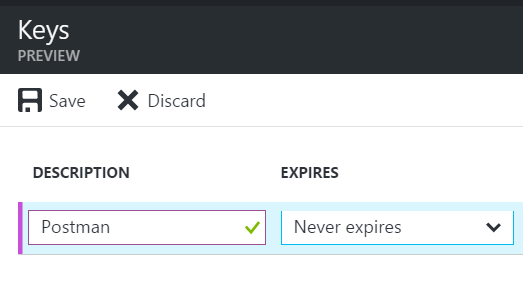 Keys
PREVIEW
Save Discard
DESCRIPTION EXPIRES
Postman Never expires